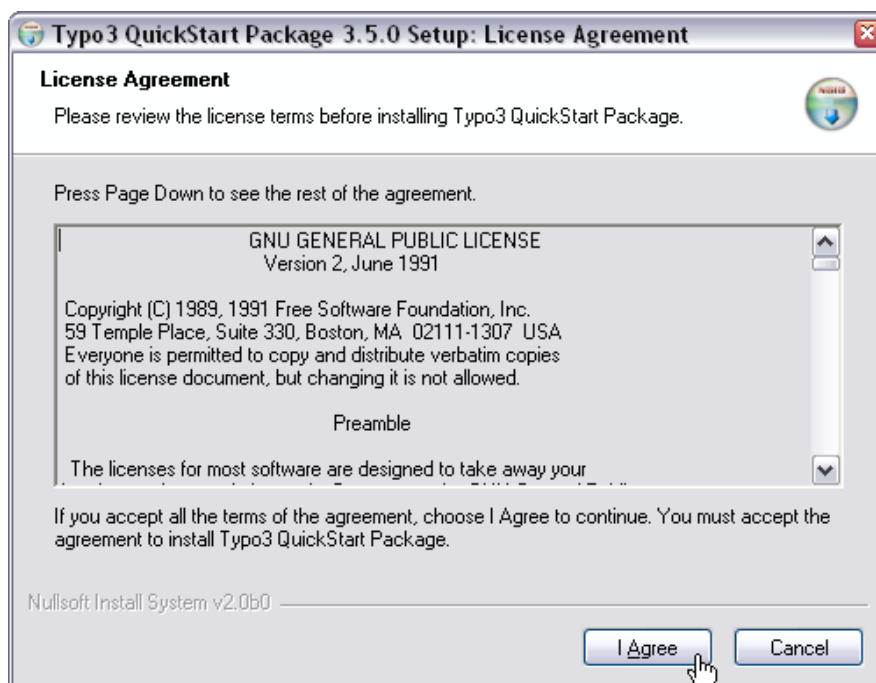 Typo3 QuickStart Package 3.5.0 Setup: License Agreement
License Agreement
Please review the license terms before installing Typo3 QuickStart Package.
Press Page Down to see the rest of the agreement.
GNU GENERAL PUBLIC LICENSE
Version 2, June 1991
Copyright (C) 1989, 1991 Free Software Foundation, Inc.
59 Temple Place, Suite 330, Boston, MA 02111-1307 USA
Everyone is permitted to copy and distribute verbatim copies
of this license document, but changing it is not allowed.
Preamble
The licenses for most software are designed to take away your
If you accept all the terms of the agreement, choose I Agree to continue. You must accept the
agreement to install Typo3 QuickStart Package.
Nullsoft Install System v2.0b0
I Agree
Cancel